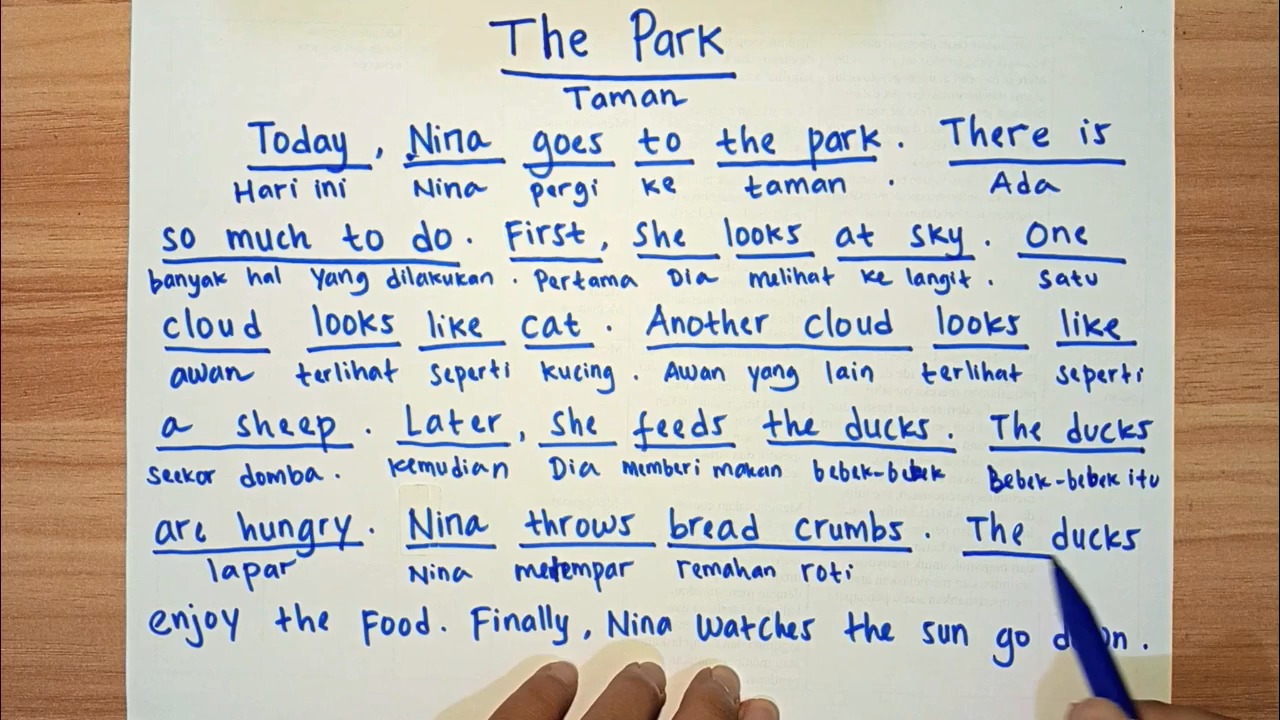 The Park
Taman
Today, Nina goes to the park. There is
Hari ini Nina pergi ke taman . Ada
so much to do. First, she looks at sky. One
banyak hal yang dilakukan. Pertama Dia melihat ke langit. satu
cloud looks like cat. Another cloud looks like
awan terlihat seperti kucing. Awan yang lain terlihat seperti
a sheep. Later, she feeds the ducks. The ducks
seekor domba. kemudian Dia memberi makan bebek-bebek Bebek-bebek itu
are hungry. Nina throws bread crumbs. The ducks
lapar Nina melempar remahan roti
enjoy the food. Finally, Nina watches the sun go